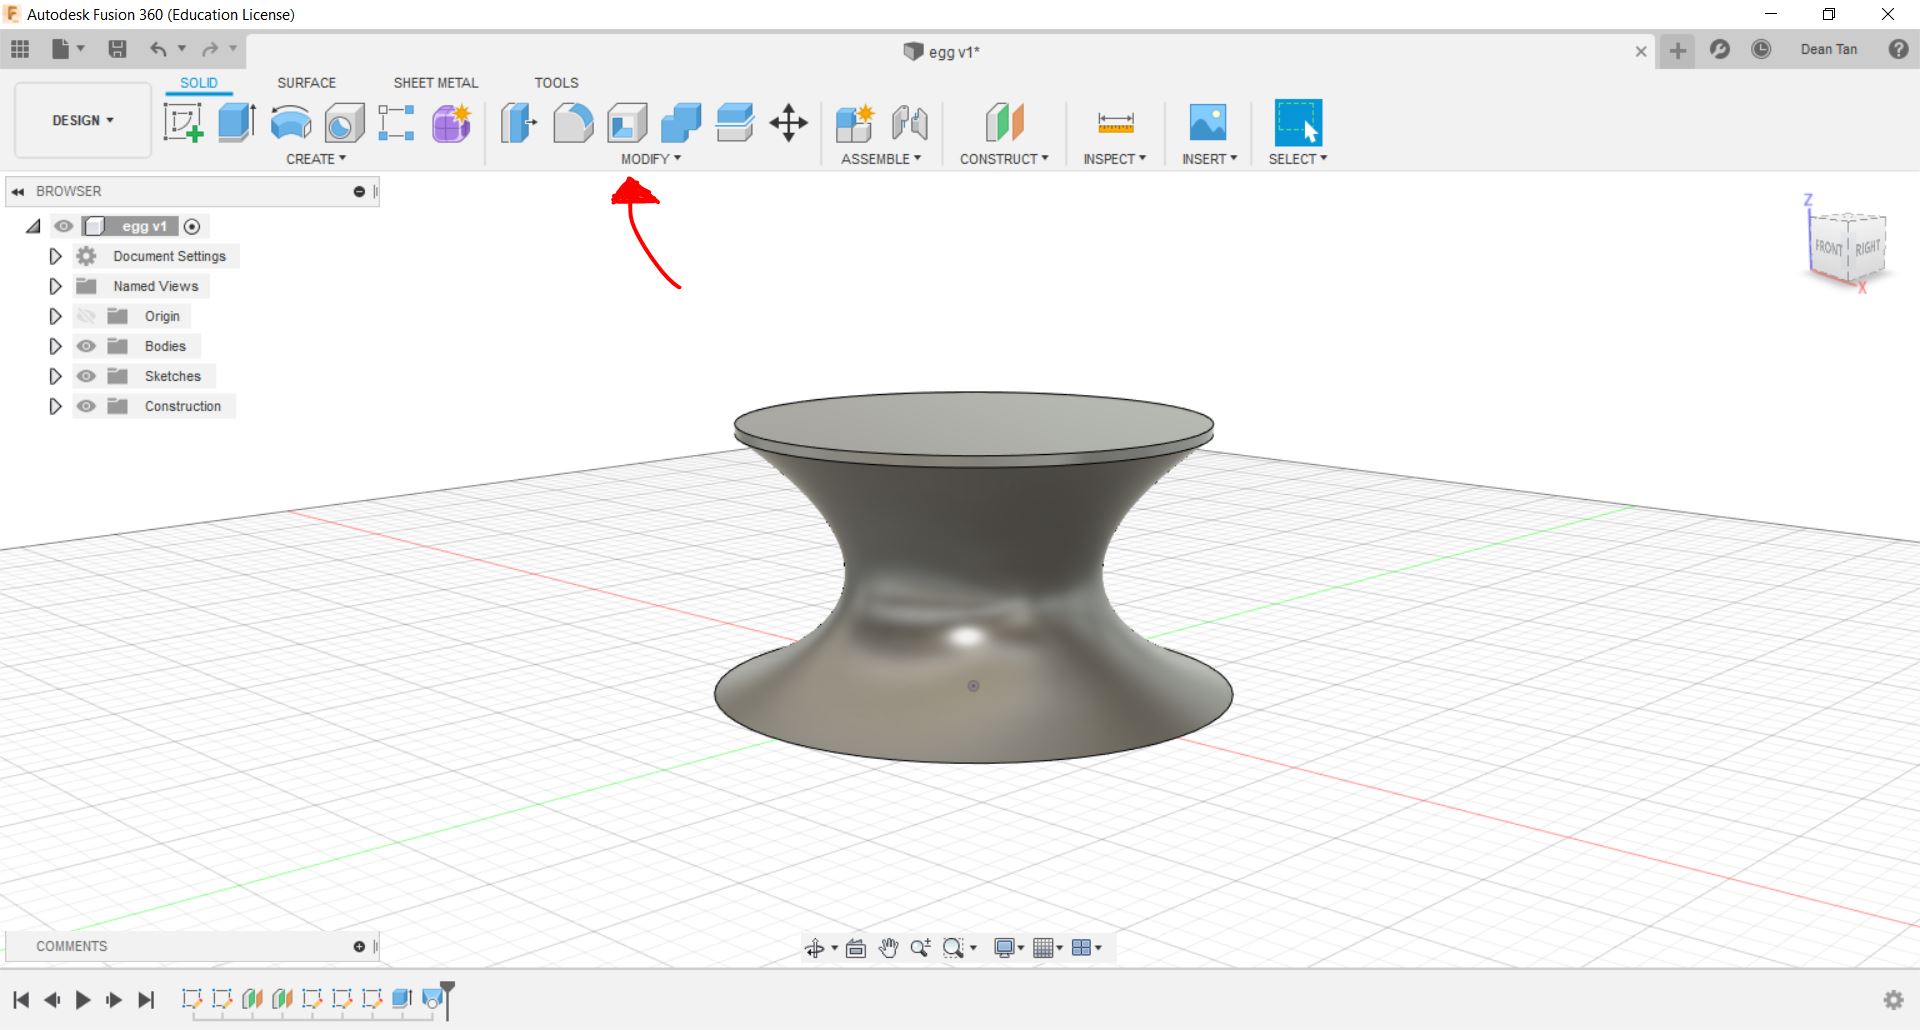 Autodesk Fusion 360 (Education License)
egg v1*
Dean Tan
SOLID SURFACE SHEET METAL TOOLS
DESIGN
CREATE MODIFY ASSEMBLE CONSTRUCT INSPECT INSERT SELECT
BROWSER
egg v1
Document Settings
Named Views
Origin
Bodies
Sketches
Construction
Z
FRONT RIGHT
X
COMMENTS